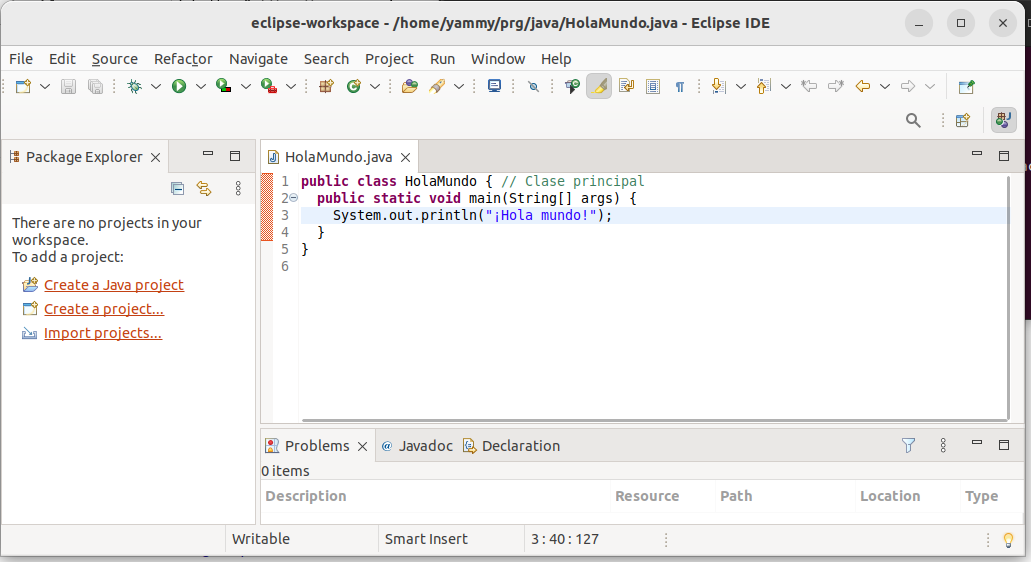 eclipse-workspace - /home/yammy/prg/java/HolaMundo.java - Eclipse IDE
File Edit Source Refactor Navigate Search Project Run Window Help
Package Explorer
There are no projects in your
workspace.
To add a project:
Create a Java project
Create a project...
Import projects...
HolaMundo.java
1 public class HolaMundo { // Clase principal
2 public static void main(String[] args) {
3 System.out.println("¡Hola mundo!");
4 }
5 }
6
Problems @ Javadoc Declaration
0 items
Description Resource Path Location Type
Writable Smart Insert 3 : 40 : 127